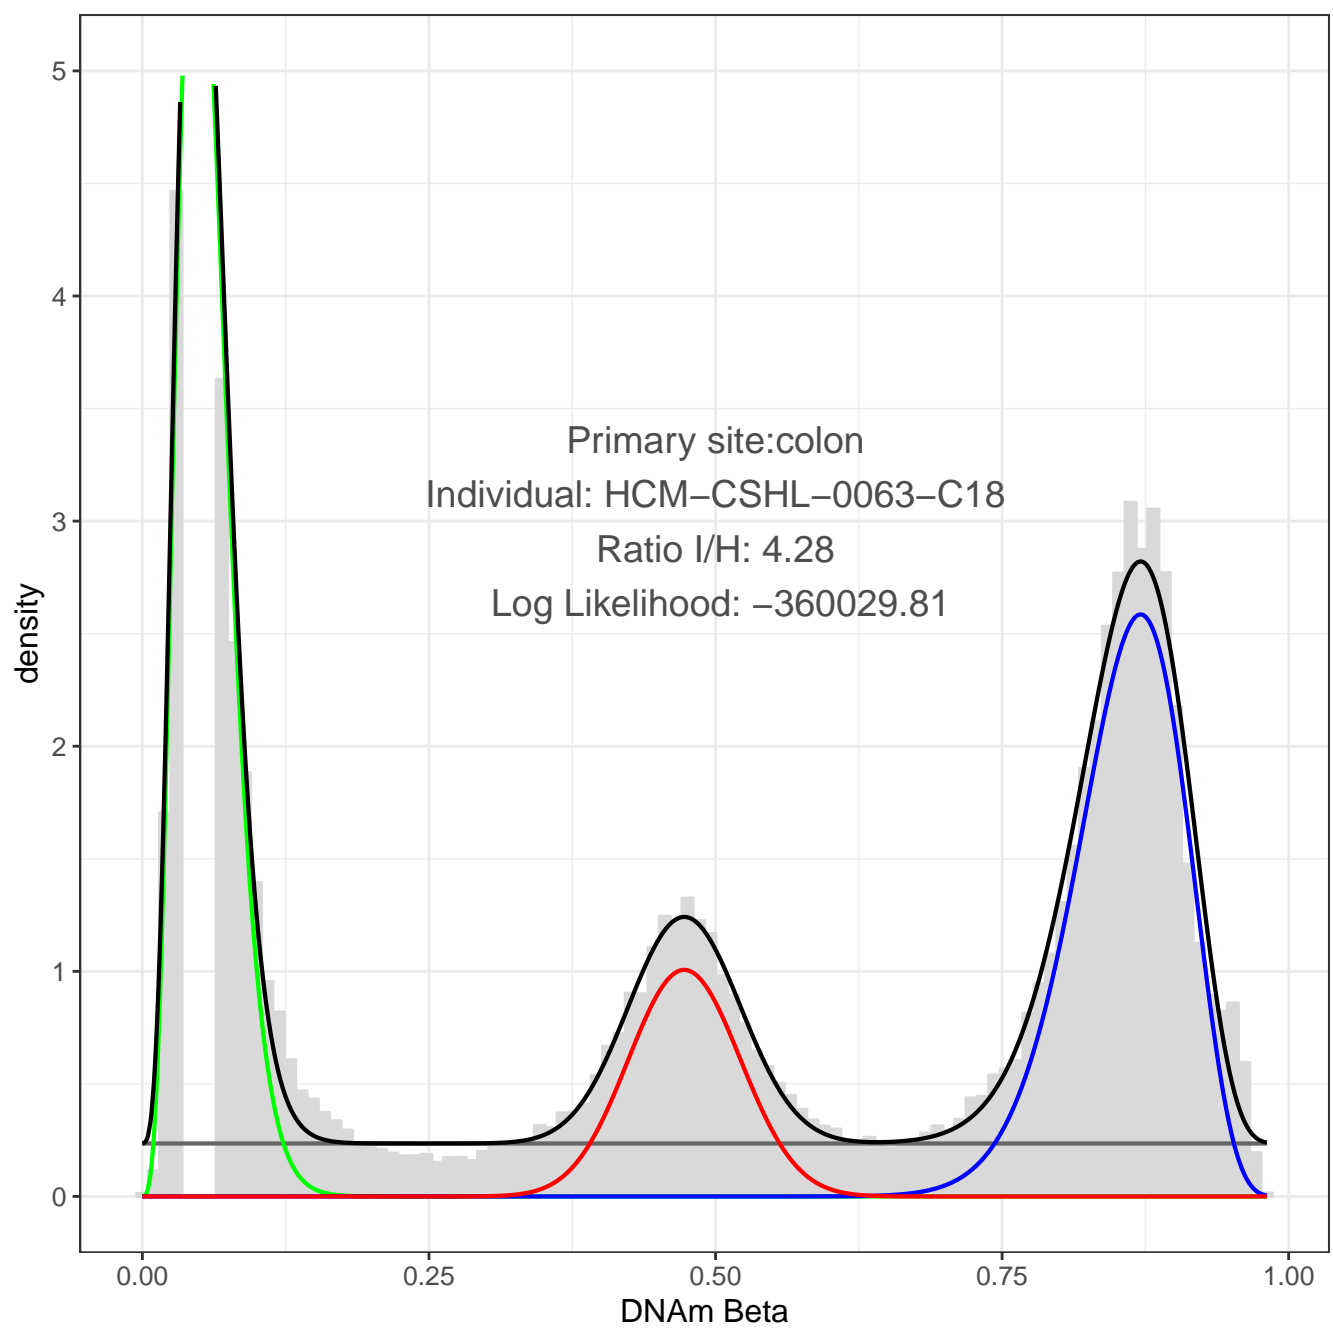 5
4
3
2
1
0
density
Primary site:colon
Individual: HCM−CSHL−0063−C18
Ratio I/H: 4.28
Log Likelihood: −360029.81
0.00 0.25 0.50 0.75 1.00
DNAm Beta